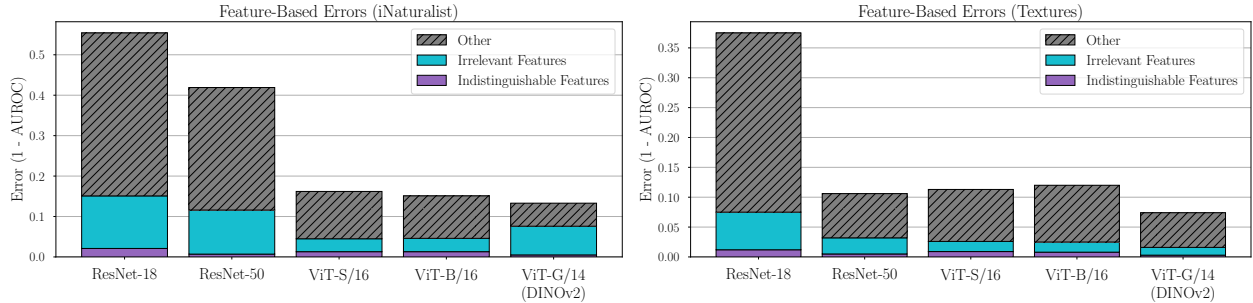 Feature-Based Errors (iNaturalist)
Error (1 - AUROC)
0.5
0.4
0.3
0.2
0.1
0.0
Other
Irrelevant Features
Indistinguishable Features
ResNet-18
ResNet-50
ViT-S/16
ViT-B/16
ViT-G/14
(DINOv2)
Feature-Based Errors (Textures)
Error (1 - AUROC)
0.35
0.30
0.25
0.20
0.15
0.10
0.05
0.00
Other
Irrelevant Features
Indistinguishable Features
ResNet-18
ResNet-50
ViT-S/16
ViT-B/16
ViT-G/14
(DINOv2)